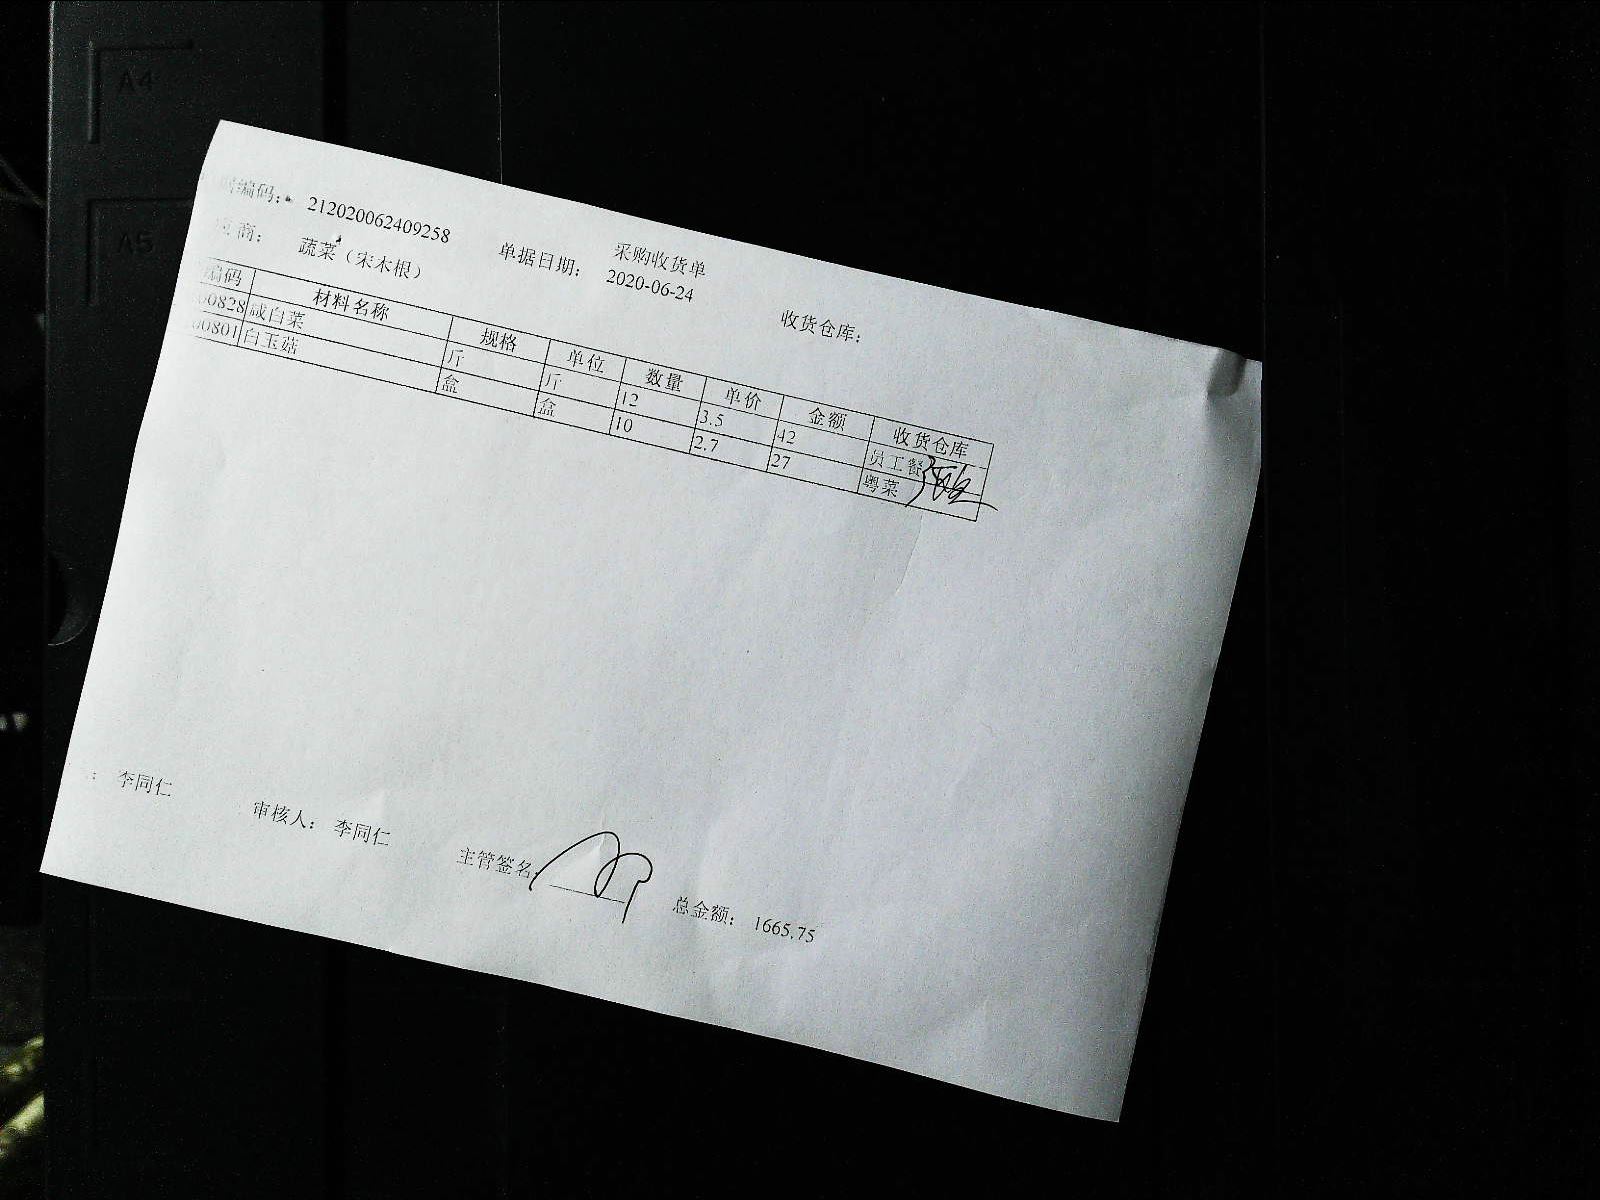 A4
A5
采购收货单
编码： 212020062409258 单据日期： 2020-06-24 收货仓库：
商： 蔬菜（宋木根）
编码 材料名称 规格 单位 数量 单价 金额 收货仓库
00828 咸白菜 斤 斤 12 3.5 42 员工餐
00801 白玉菇 盒 盒 10 2.7 27 粤菜
： 李同仁 审核人： 李同仁 主管签名： 总金额： 1665.75